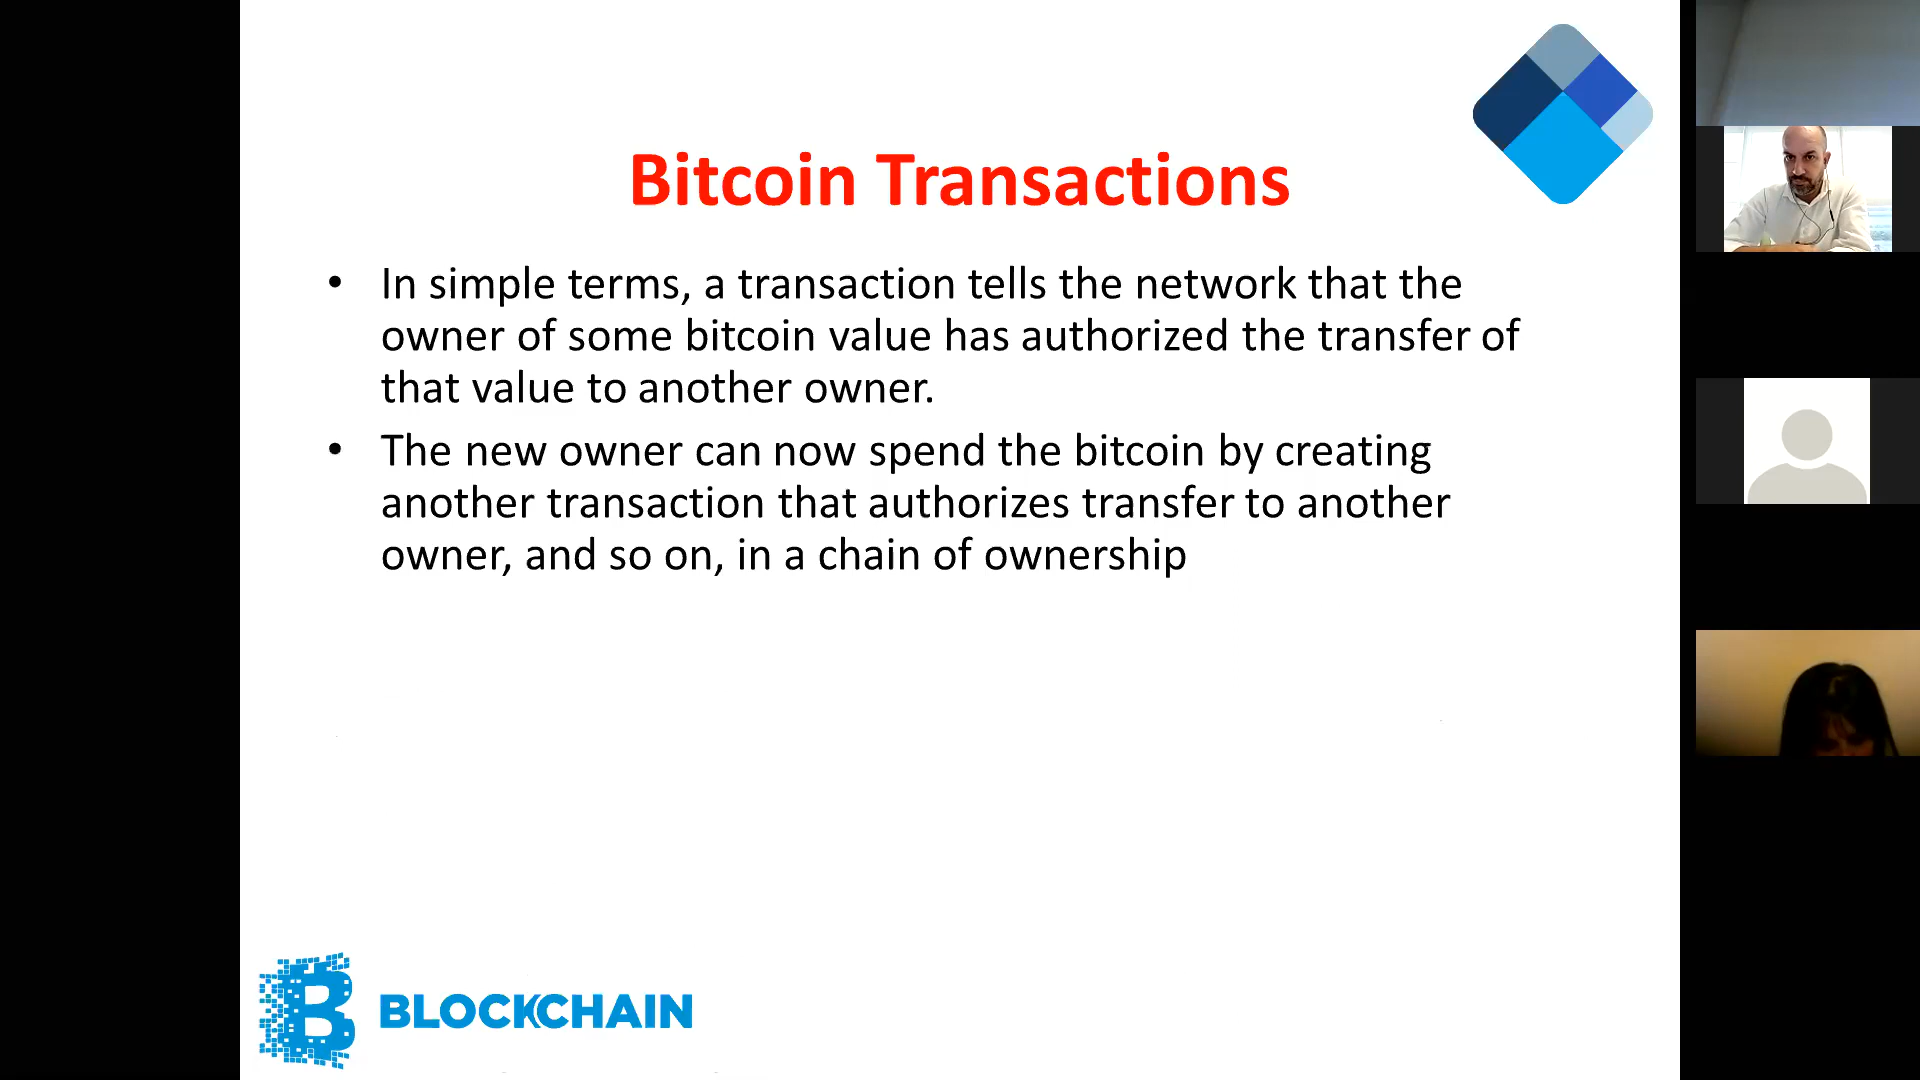 Bitcoin Transactions
• In simple terms, a transaction tells the network that the
owner of some bitcoin value has authorized the transfer of
that value to another owner.
• The new owner can now spend the bitcoin by creating
another transaction that authorizes transfer to another
owner, and so on, in a chain of ownership
BLOCKCHAIN